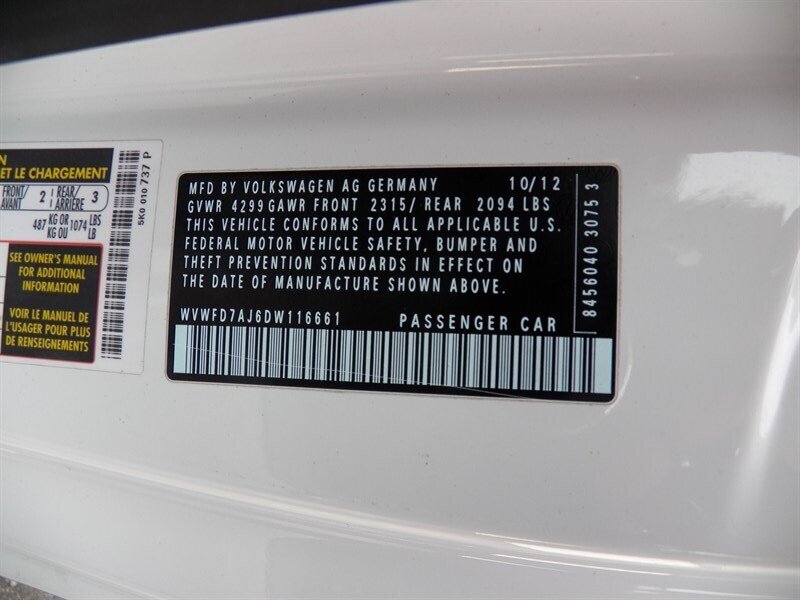 N
ET LE CHARGEMENT
FRONT/
AVANT
2
REAR/
ARRIÈRE
3
487 KG OR 1074 LBS
KG OU LB
SEE OWNER'S MANUAL
FOR ADDITIONAL
INFORMATION
VOIR LE MANUEL DE
L'USAGER POUR PLUS
DE RENSEIGNEMENTS
5K0 010 737 P
MFD BY VOLKSWAGEN AG GERMANY 10/12
GVWR 4299 GAWR FRONT 2315/ REAR 2094 LBS
THIS VEHICLE CONFORMS TO ALL APPLICABLE U.S.
FEDERAL MOTOR VEHICLE SAFETY, BUMPER AND
THEFT PREVENTION STANDARDS IN EFFECT ON
THE DATE OF MANUFACTURE SHOWN ABOVE.
WVWFD7AJ6DW116661 PASSENGER CAR
8456040 3075 3